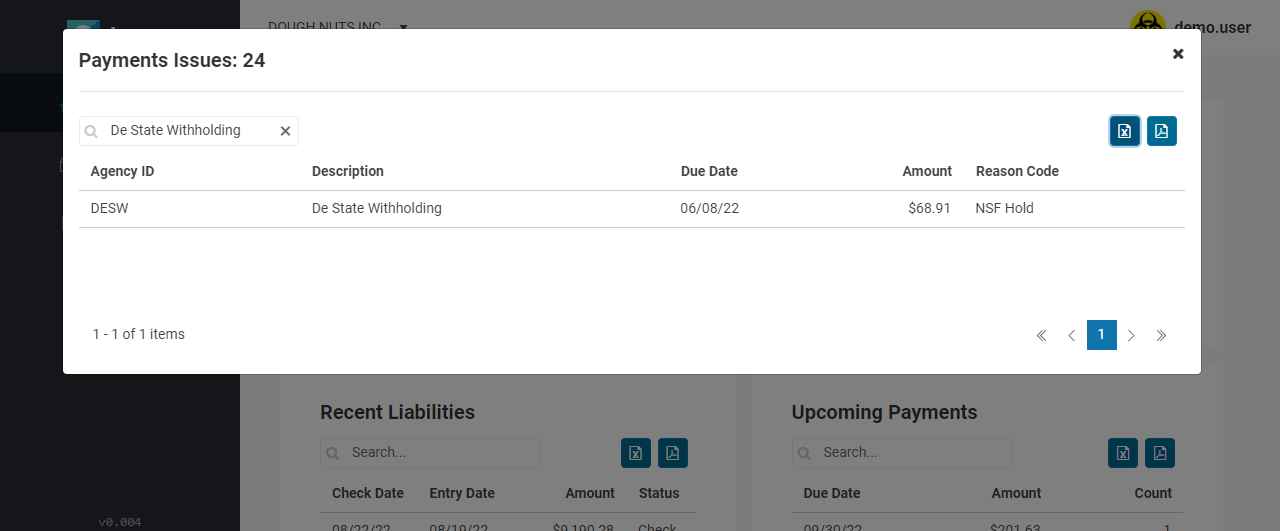 DOUGH NUTS INC
demo.user
Payments Issues: 24
De State Withholding
Agency ID Description Due Date Amount Reason Code
DESW De State Withholding 06/08/22 $68.91 NSF Hold
1 - 1 of 1 items
1
Recent Liabilities
Search...
Check Date Entry Date Amount Status
08/22/22 08/19/22 $9,190.28 Check
Upcoming Payments
Search...
Due Date Amount Count
09/30/22 $201.63 1
v0.004